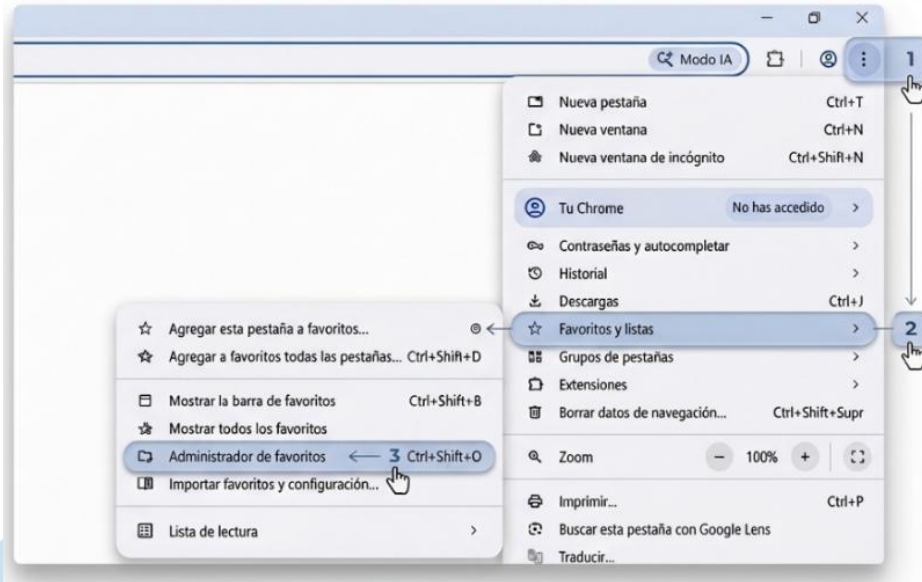 Modo IA
1
Nueva pestaña Ctrl+T
Nueva ventana Ctrl+N
Nueva ventana de incógnito Ctrl+Shift+N
Tu Chrome No has accedido
Contraseñas y autocompletar
Historial
Descargas Ctrl+J
Favoritos y listas 2
Grupos de pestañas
Extensiones
Borrar datos de navegación... Ctrl+Shift+Supr
Zoom − 100% +
Imprimir... Ctrl+P
Buscar esta pestaña con Google Lens
Traducir...
Agregar esta pestaña a favoritos...
Agregar a favoritos todas las pestañas... Ctrl+Shift+D
Mostrar la barra de favoritos Ctrl+Shift+B
Mostrar todos los favoritos
Administrador de favoritos 3 Ctrl+Shift+O
Importar favoritos y configuración...
Lista de lectura